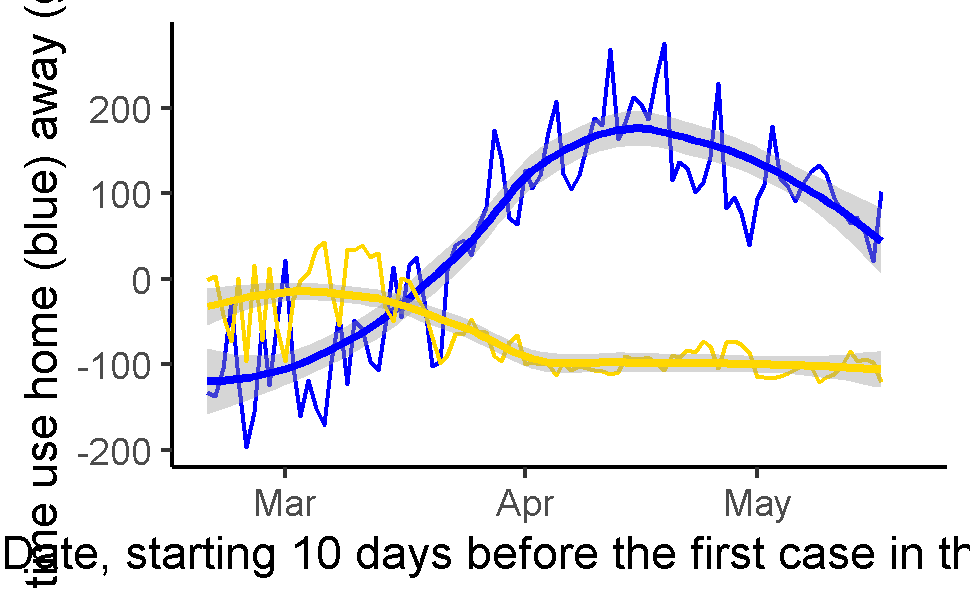 time use home (blue) away (
200
100
0
-100
-200
Mar Apr May
Date, starting 10 days before the first case in th